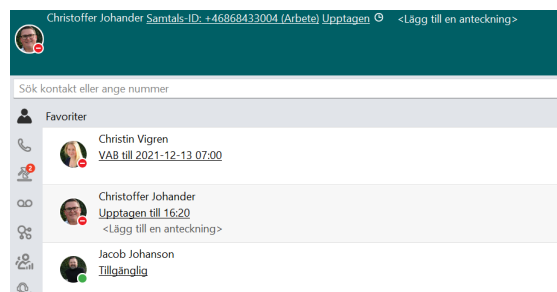 Christoffer Johander Samtals-ID: +46868433004 (Arbete) Upptagen <Lägg till en anteckning>
Sök kontakt eller ange nummer
Favoriter
Christin Vigren
VAB till 2021-12-13 07:00
2
Christoffer Johander
Upptagen till 16:20
<Lägg till en anteckning>
Jacob Johanson
Tillgänglig